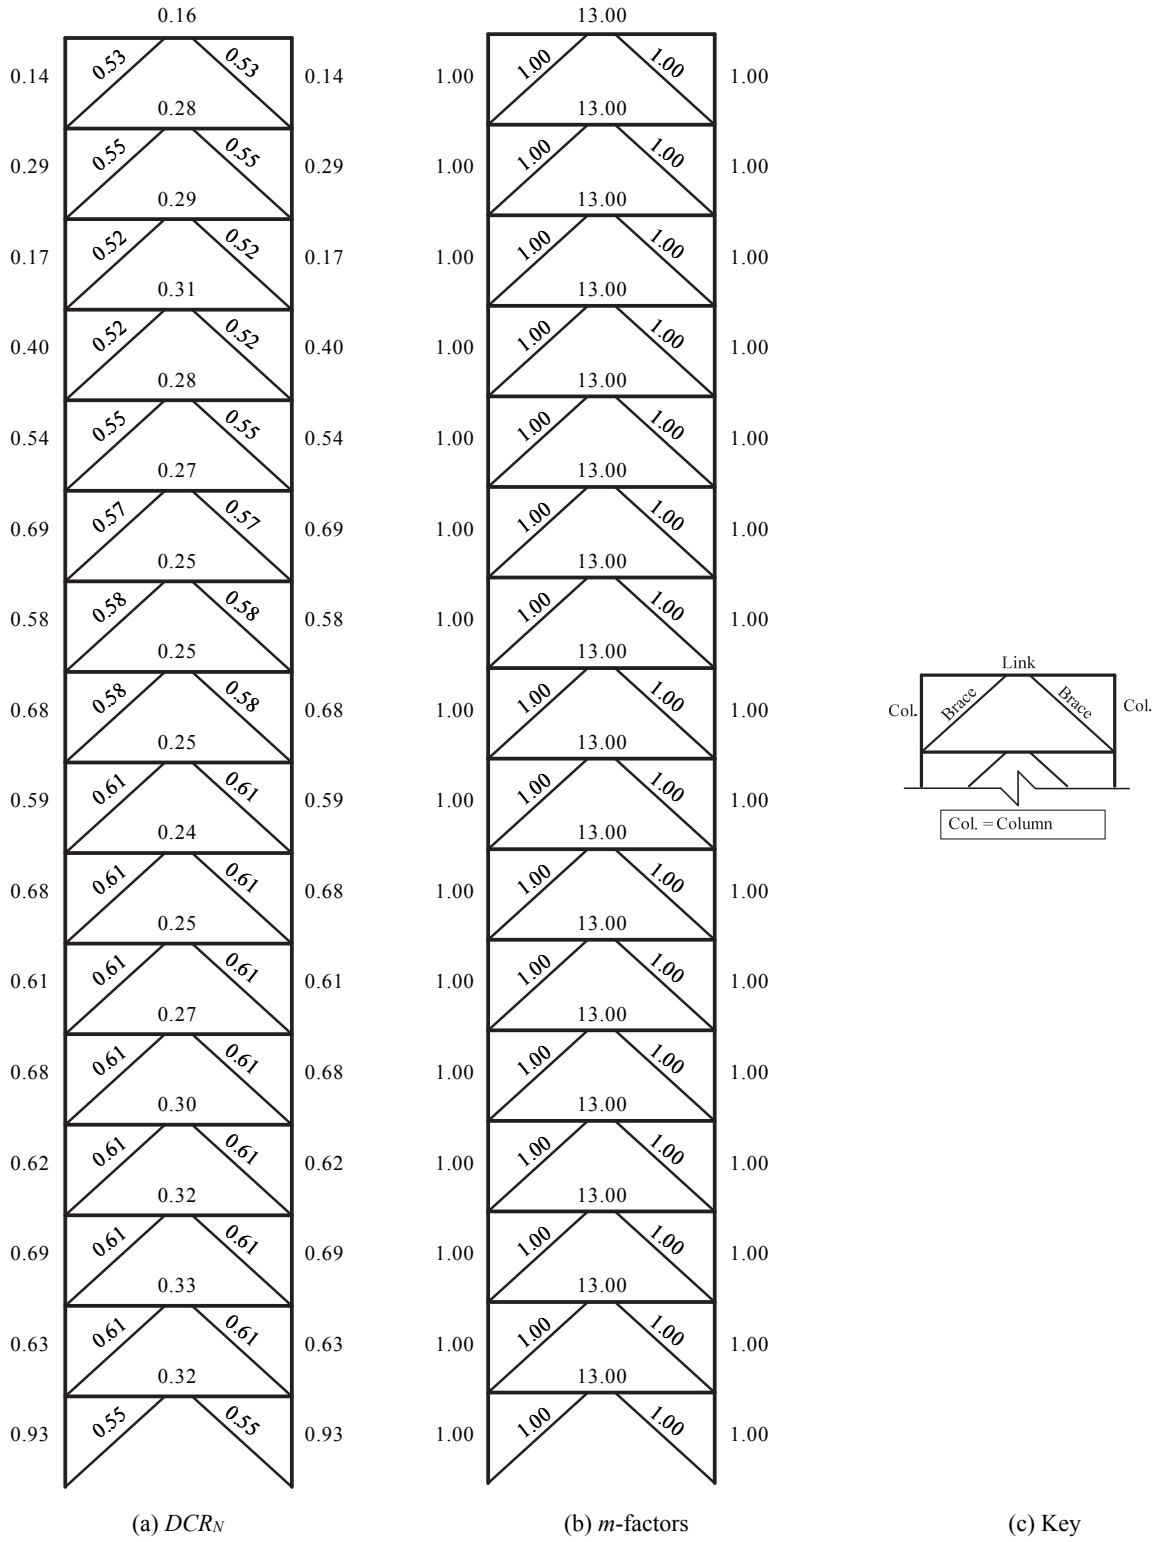 0.16
0.14 0.53 0.53 0.14
0.28
0.29 0.55 0.55 0.29
0.29
0.17 0.52 0.52 0.17
0.31
0.40 0.52 0.52 0.40
0.28
0.54 0.55 0.55 0.54
0.27
0.69 0.57 0.57 0.69
0.25
0.58 0.58 0.58 0.58
0.25
0.68 0.58 0.58 0.68
0.25
0.59 0.61 0.61 0.59
0.24
0.68 0.61 0.61 0.68
0.25
0.61 0.61 0.61 0.61
0.27
0.68 0.61 0.61 0.68
0.30
0.62 0.61 0.61 0.62
0.32
0.69 0.61 0.61 0.69
0.33
0.63 0.61 0.61 0.63
0.32
0.93 0.55 0.55 0.93
(a) DCRN
13.00
1.00 1.00 1.00 1.00
13.00
1.00 1.00 1.00 1.00
13.00
1.00 1.00 1.00 1.00
13.00
1.00 1.00 1.00 1.00
13.00
1.00 1.00 1.00 1.00
13.00
1.00 1.00 1.00 1.00
13.00
1.00 1.00 1.00 1.00
13.00
1.00 1.00 1.00 1.00
13.00
1.00 1.00 1.00 1.00
13.00
1.00 1.00 1.00 1.00
13.00
1.00 1.00 1.00 1.00
13.00
1.00 1.00 1.00 1.00
13.00
1.00 1.00 1.00 1.00
13.00
1.00 1.00 1.00 1.00
13.00
1.00 1.00 1.00 1.00
13.00
1.00 1.00 1.00 1.00
(b) m-factors
Link
Col. Brace Brace Col.
Col. = Column
(c) Key